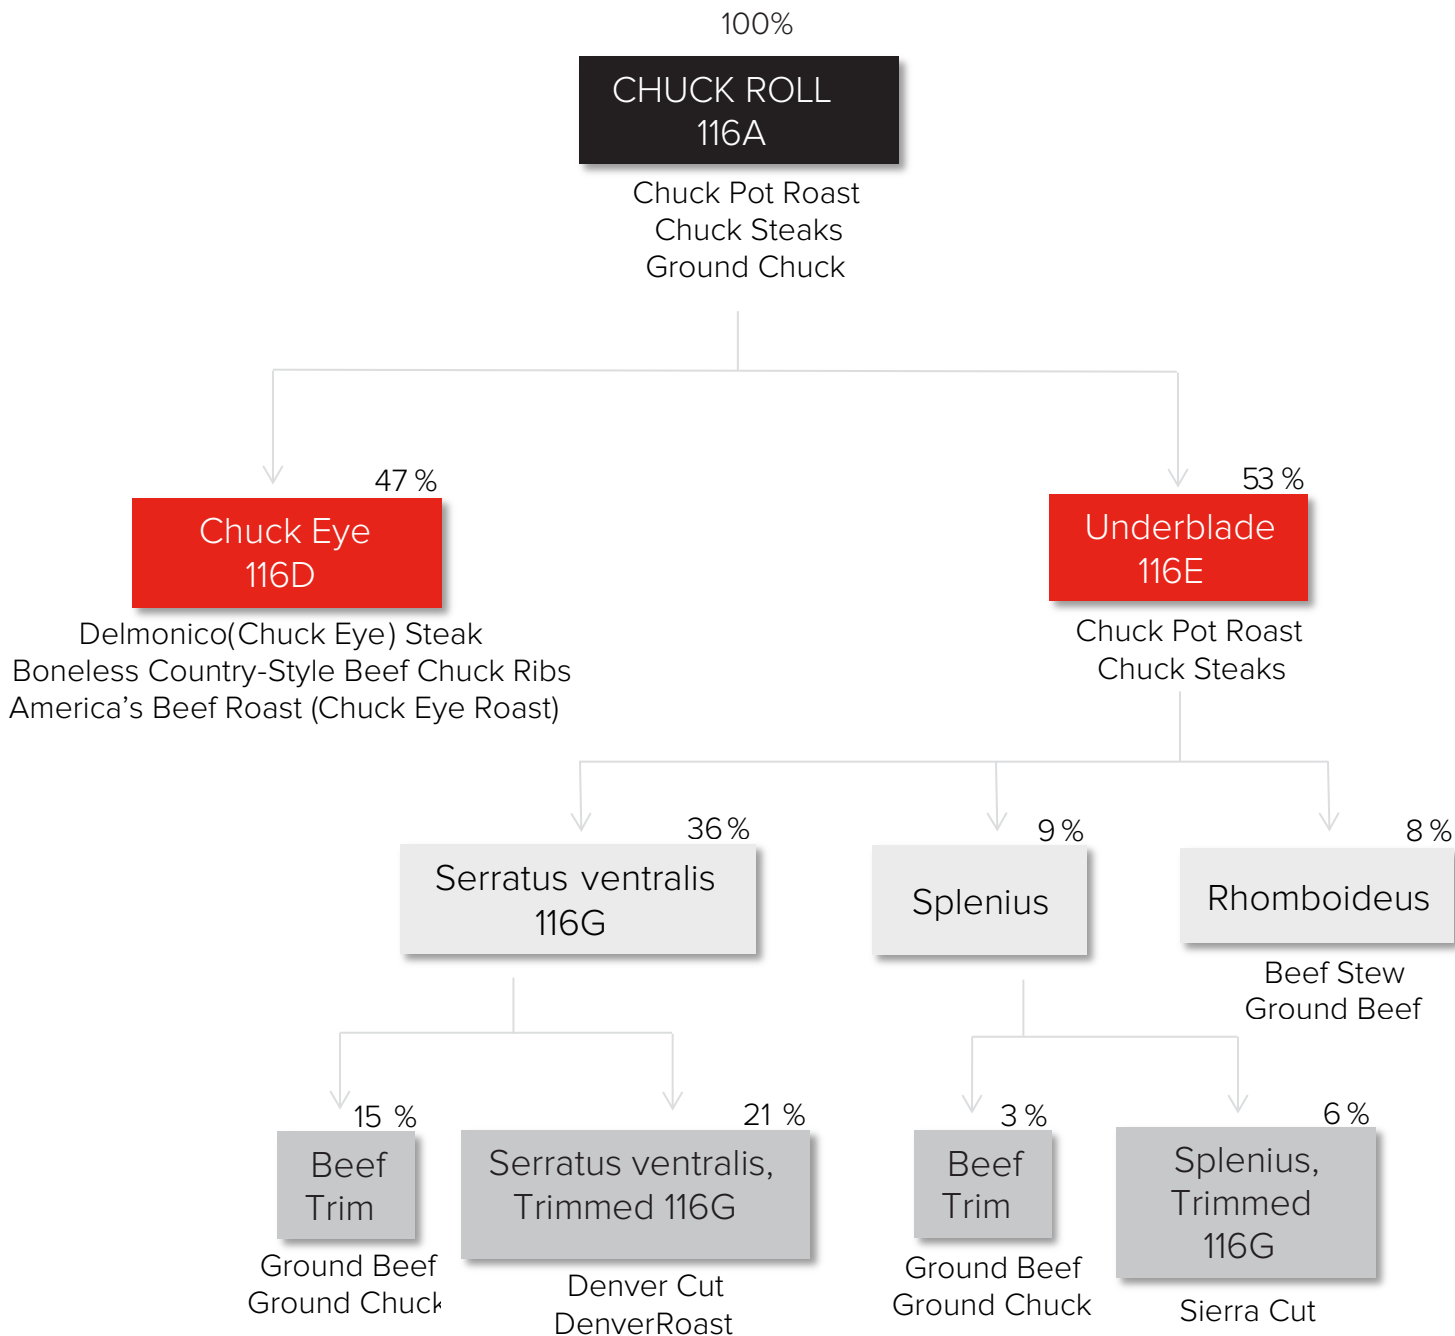 100%
CHUCK ROLL
116A
Chuck Pot Roast
Chuck Steaks
Ground Chuck
47 %
Chuck Eye
116D
Delmonico(Chuck Eye) Steak
Boneless Country-Style Beef Chuck Ribs
America’s Beef Roast (Chuck Eye Roast)
53 %
Underblade
116E
Chuck Pot Roast
Chuck Steaks
36 %
Serratus ventralis
116G
9 %
Splenius
8 %
Rhomboideus
Beef Stew
Ground Beef
15 %
Beef
Trim
Ground Beef
Ground Chuck
21 %
Serratus ventralis,
Trimmed 116G
Denver Cut
DenverRoast
3 %
Beef
Trim
Ground Beef
Ground Chuck
6 %
Splenius,
Trimmed
116G
Sierra Cut